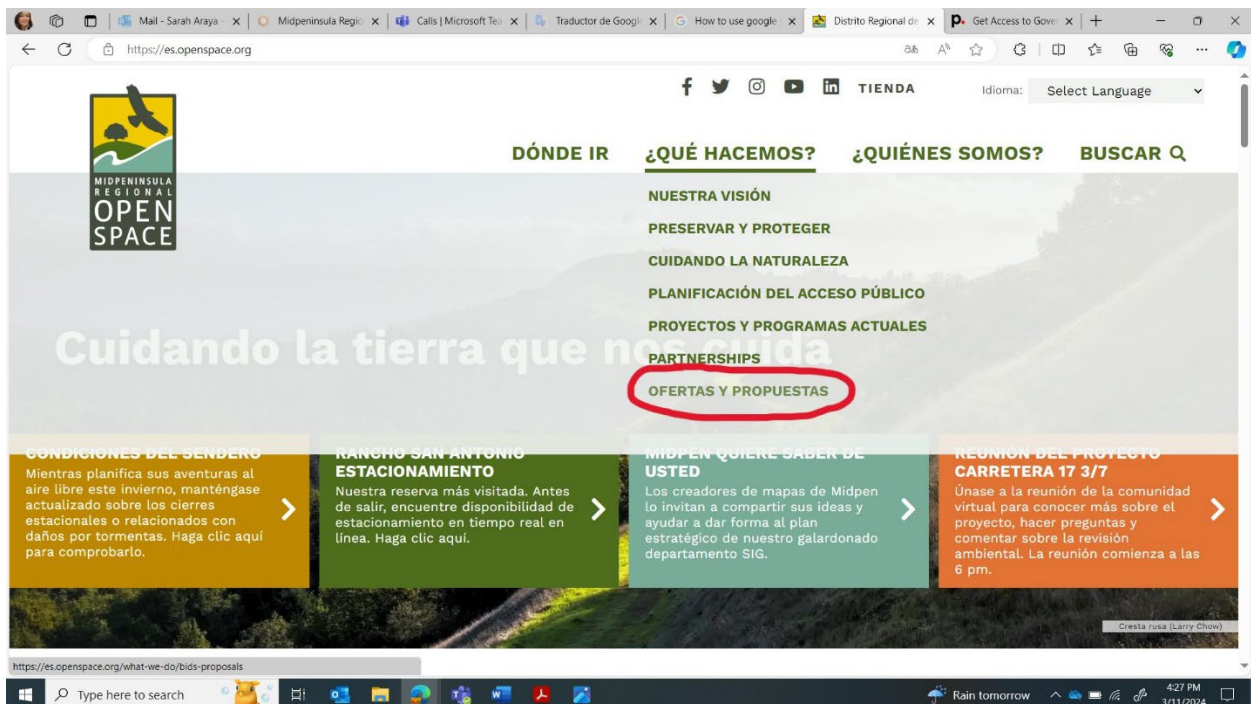 Mail - Sarah Araya -
Midpeninsula Regio
Calls | Microsoft Tea
Traductor de Googl
How to use google
Distrito Regional de
Get Access to Gove
https://es.openspace.org
TIENDA
Idioma: Select Language
MIDPENINSULA
REGIONAL
OPEN
SPACE
DÓNDE IR
¿QUÉ HACEMOS?
¿QUIÉNES SOMOS?
BUSCAR
NUESTRA VISIÓN
PRESERVAR Y PROTEGER
CUIDANDO LA NATURALEZA
PLANIFICACIÓN DEL ACCESO PÚBLICO
PROYECTOS Y PROGRAMAS ACTUALES
PARTNERSHIPS
OFERTAS Y PROPUESTAS
Cuidando la tierra que nos cuida
CONDICIONES DEL SENDERO
Mientras planifica sus aventuras al
aire libre este invierno, manténgase
actualizado sobre los cierres
estacionales o relacionados con
daños por tormentas. Haga clic aquí
para comprobarlo.
RANCHO SAN ANTONIO
ESTACIONAMIENTO
Nuestra reserva más visitada. Antes
de salir, encuentre disponibilidad de
estacionamiento en tiempo real en
línea. Haga clic aquí.
MIDPEN QUIERE SABER DE
USTED
Los creadores de mapas de Midpen
lo invitan a compartir sus ideas y
ayudar a dar forma al plan
estratégico de nuestro galardonado
departamento SIG.
REUNIÓN DEL PROYECTO
CARRETERA 17 3/7
Únase a la reunión de la comunidad
virtual para conocer más sobre el
proyecto, hacer preguntas y
comentar sobre la revisión
ambiental. La reunión comienza a las
6 pm.
Cresta rusa (Larry Chow)
https://es.openspace.org/what-we-do/bids-proposals
Type here to search
Rain tomorrow
4:27 PM
3/11/2024